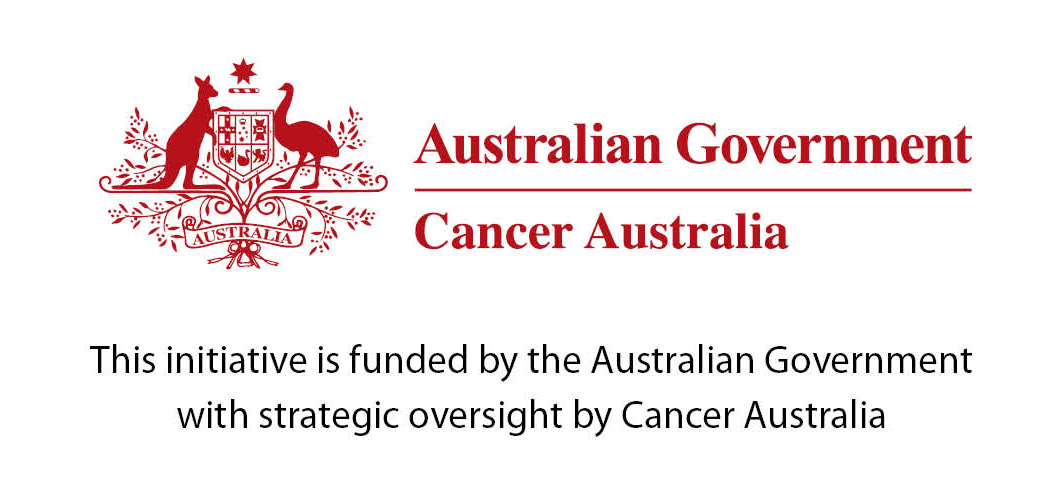 Australian Government
Cancer Australia
AUSTRALIA
This initiative is funded by the Australian Government
with strategic oversight by Cancer Australia